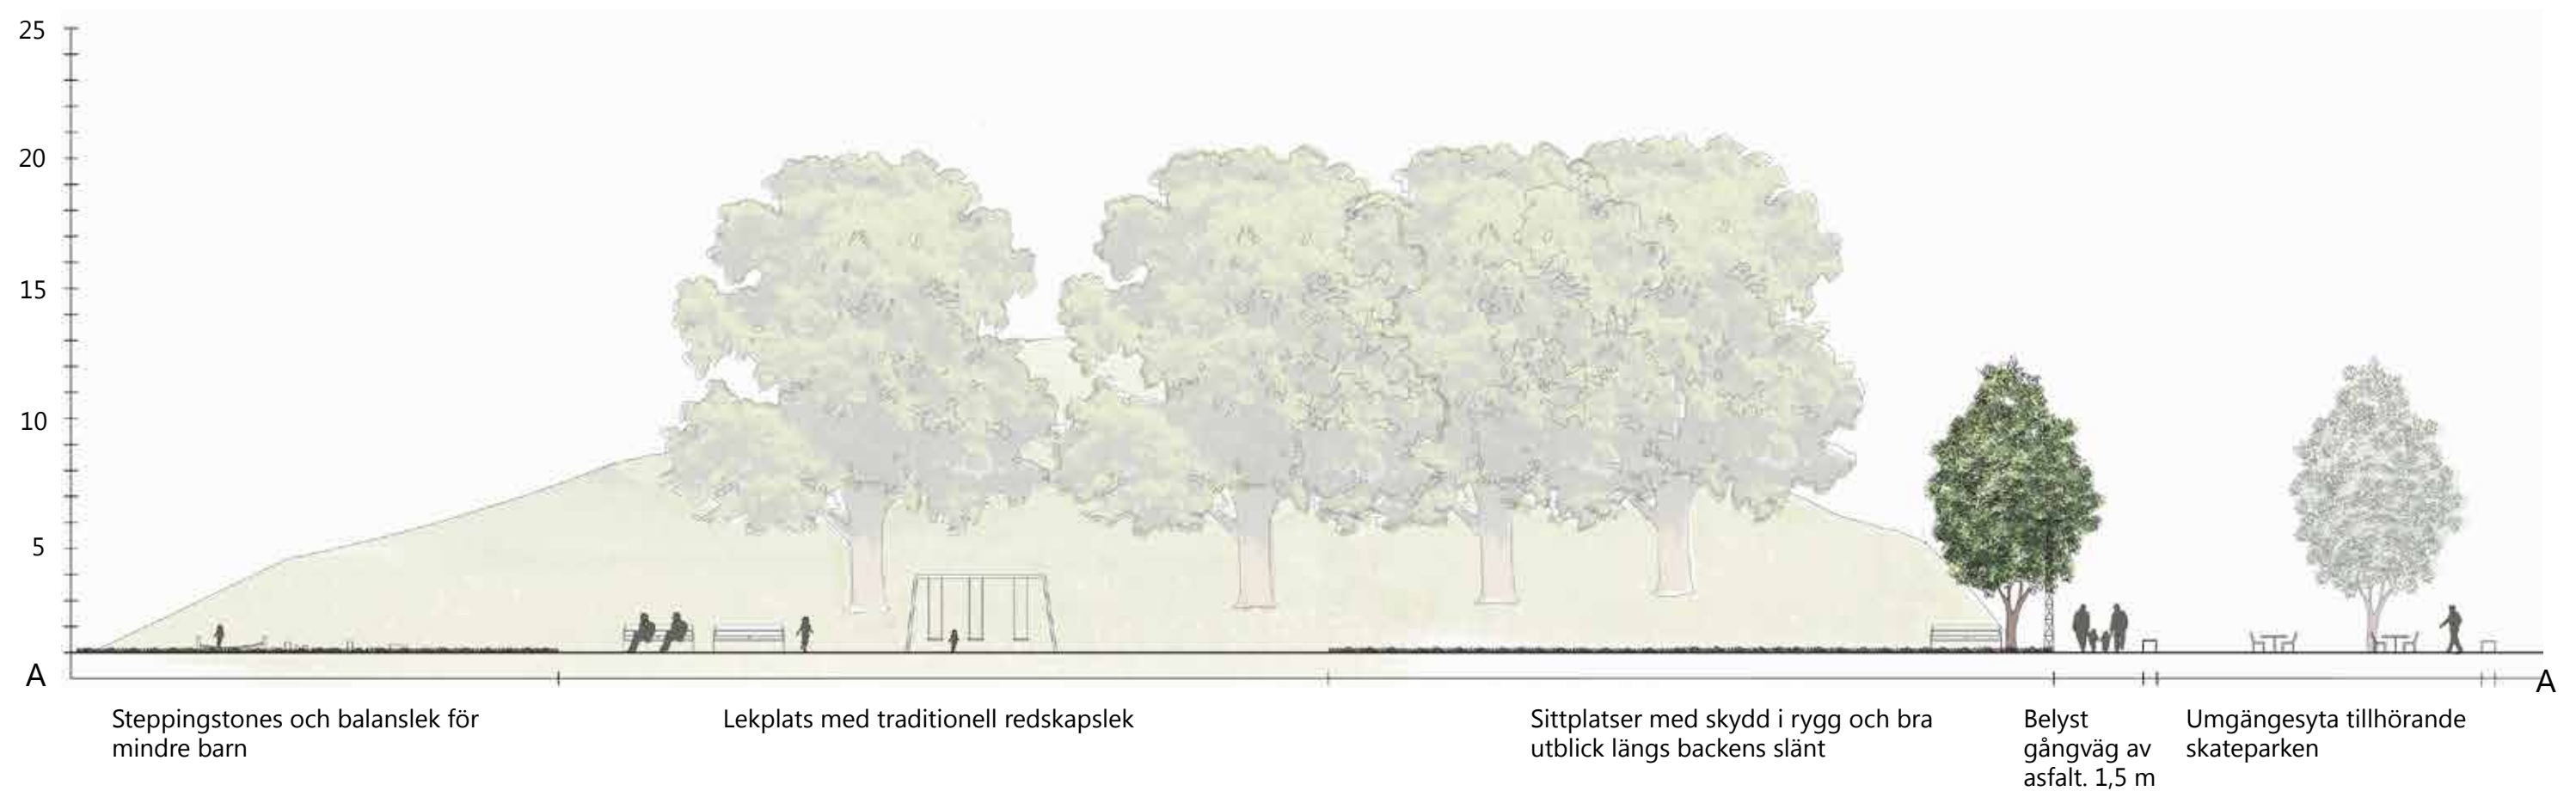 25
20
15
10
5
A
A
Steppingstones och balanslek för
mindre barn
Lekplats med traditionell redskapslek
Sittplatser med skydd i rygg och bra
utblick längs backens slänt
Belyst
gångväg av
asfalt. 1,5 m
Umgängesyta tillhörande
skateparken